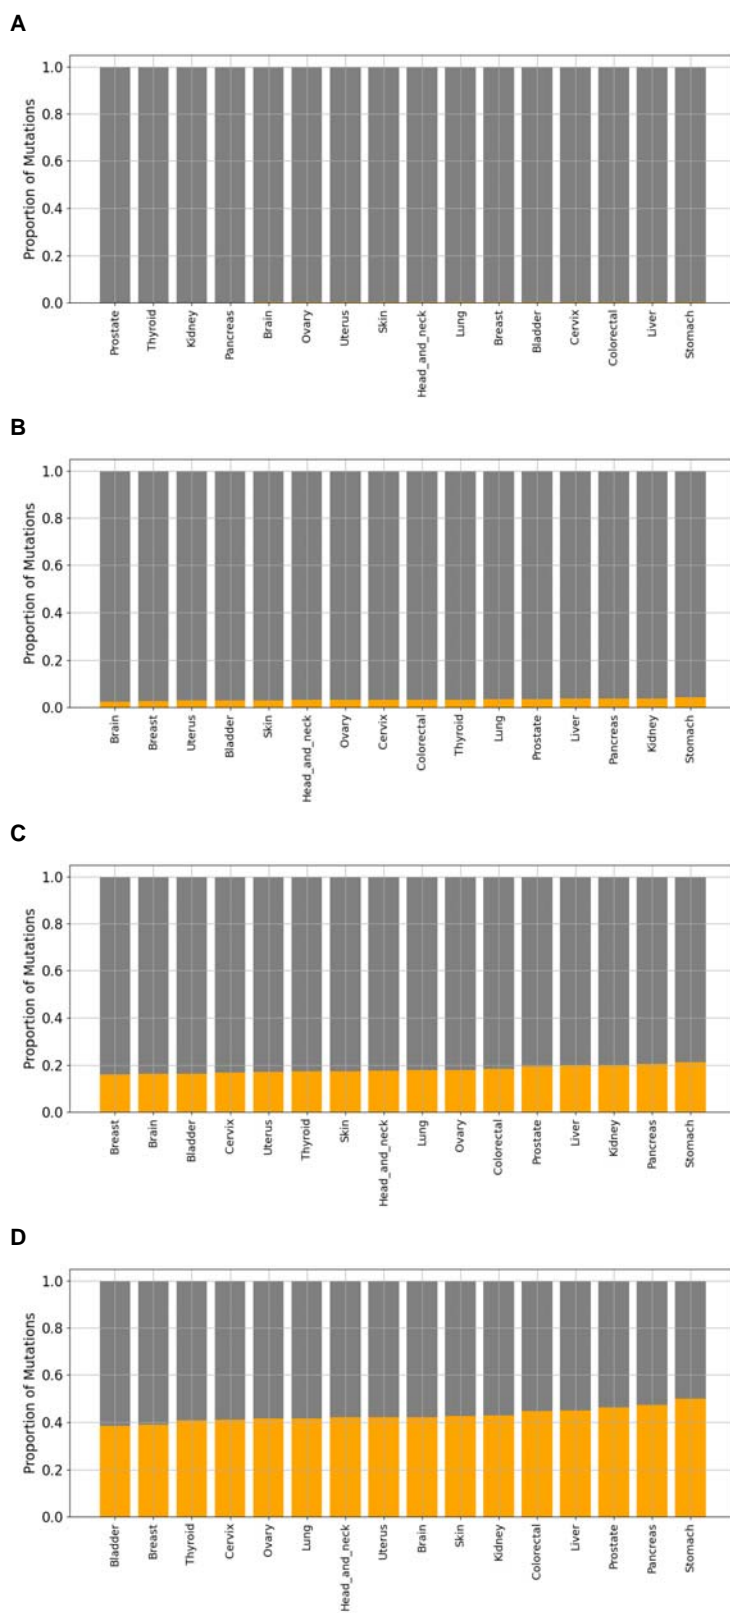 A
Proportion of Mutations
1.0
0.8
0.6
0.4
0.2
0.0
Prostate
Thyroid
Kidney
Pancreas
Brain
Ovary
Uterus
Skin
Head_and_neck
Lung
Breast
Bladder
Cervix
Colorectal
Liver
Stomach
B
Proportion of Mutations
1.0
0.8
0.6
0.4
0.2
0.0
Brain
Breast
Uterus
Bladder
Skin
Head_and_neck
Ovary
Cervix
Colorectal
Thyroid
Lung
Prostate
Liver
Pancreas
Kidney
Stomach
C
Proportion of Mutations
1.0
0.8
0.6
0.4
0.2
0.0
Breast
Brain
Bladder
Cervix
Uterus
Thyroid
Skin
Head_and_neck
Lung
Ovary
Colorectal
Prostate
Liver
Kidney
Pancreas
Stomach
D
Proportion of Mutations
1.0
0.8
0.6
0.4
0.2
0.0
Bladder
Breast
Thyroid
Cervix
Ovary
Lung
Head_and_neck
Uterus
Brain
Skin
Kidney
Colorectal
Liver
Prostate
Pancreas
Stomach